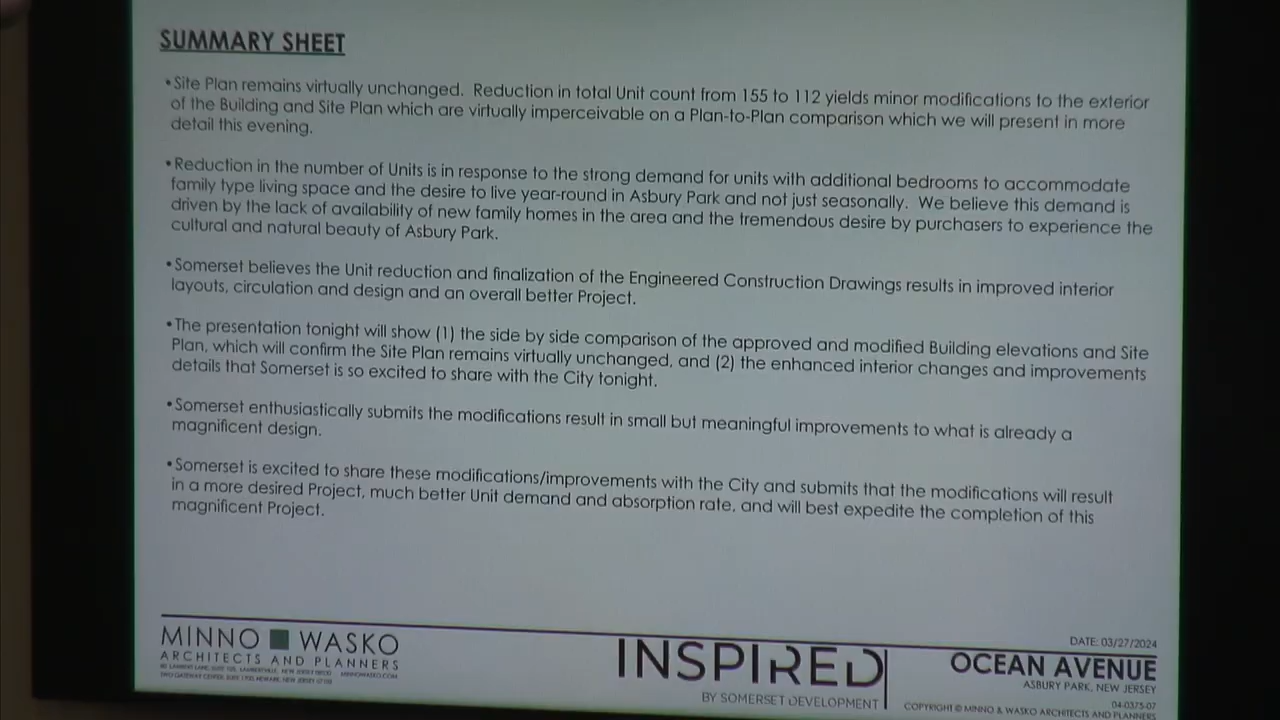 SUMMARY SHEET
•Site Plan remains virtually unchanged. Reduction in total Unit count from 155 to 112 yields minor modifications to the exterior
of the Building and Site Plan which are virtually imperceivable on a Plan-to-Plan comparison which we will present in more
detail this evening.
•Reduction in the number of Units is in response to the strong demand for units with additional bedrooms to accommodate
family type living space and the desire to live year-round in Asbury Park and not just seasonally. We believe this demand is
driven by the lack of availability of new family homes in the area and the tremendous desire by purchasers to experience the
cultural and natural beauty of Asbury Park.
•Somerset believes the Unit reduction and finalization of the Engineered Construction Drawings results in improved interior
layouts, circulation and design and an overall better Project.
•The presentation tonight will show (1) the side by side comparison of the approved and modified Building elevations and Site
Plan, which will confirm the Site Plan remains virtually unchanged, and (2) the enhanced interior changes and improvements
details that Somerset is so excited to share with the City tonight.
•Somerset enthusiastically submits the modifications result in small but meaningful improvements to what is already a
magnificent design.
•Somerset is excited to share these modifications/improvements with the City and submits that the modifications will result
in a more desired Project, much better Unit demand and absorption rate, and will best expedite the completion of this
magnificent Project.
MINNO WASKO
ARCHITECTS AND PLANNERS
INSPIRED
BY SOMERSET DEVELOPMENT
DATE: 03/27/2024
OCEAN AVENUE
ASBURY PARK, NEW JERSEY
04-0375-07
COPYRIGHT © MINNO & WASKO ARCHITECTS AND PLANNERS